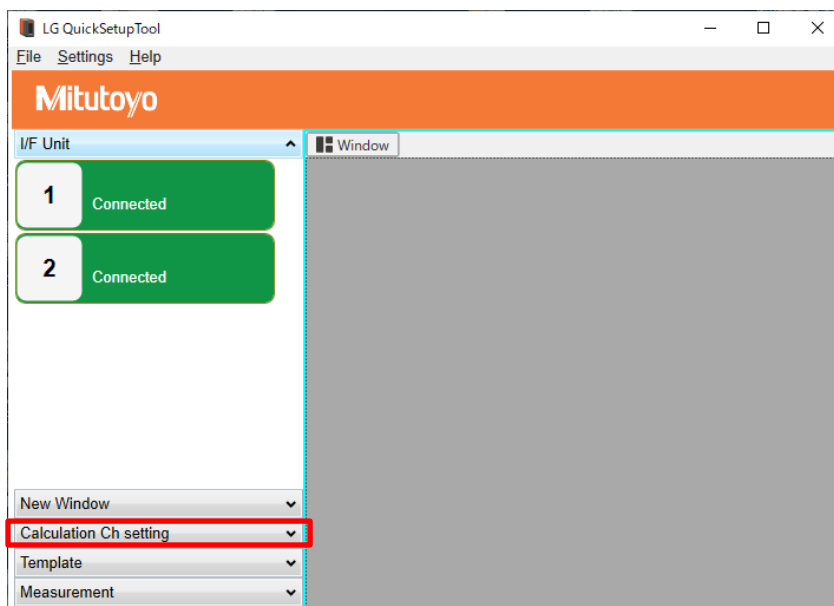 LG QuickSetupTool
File Settings Help
Mitutoyo
I/F Unit
Window
1 Connected
2 Connected
New Window
Calculation Ch setting
Template
Measurement